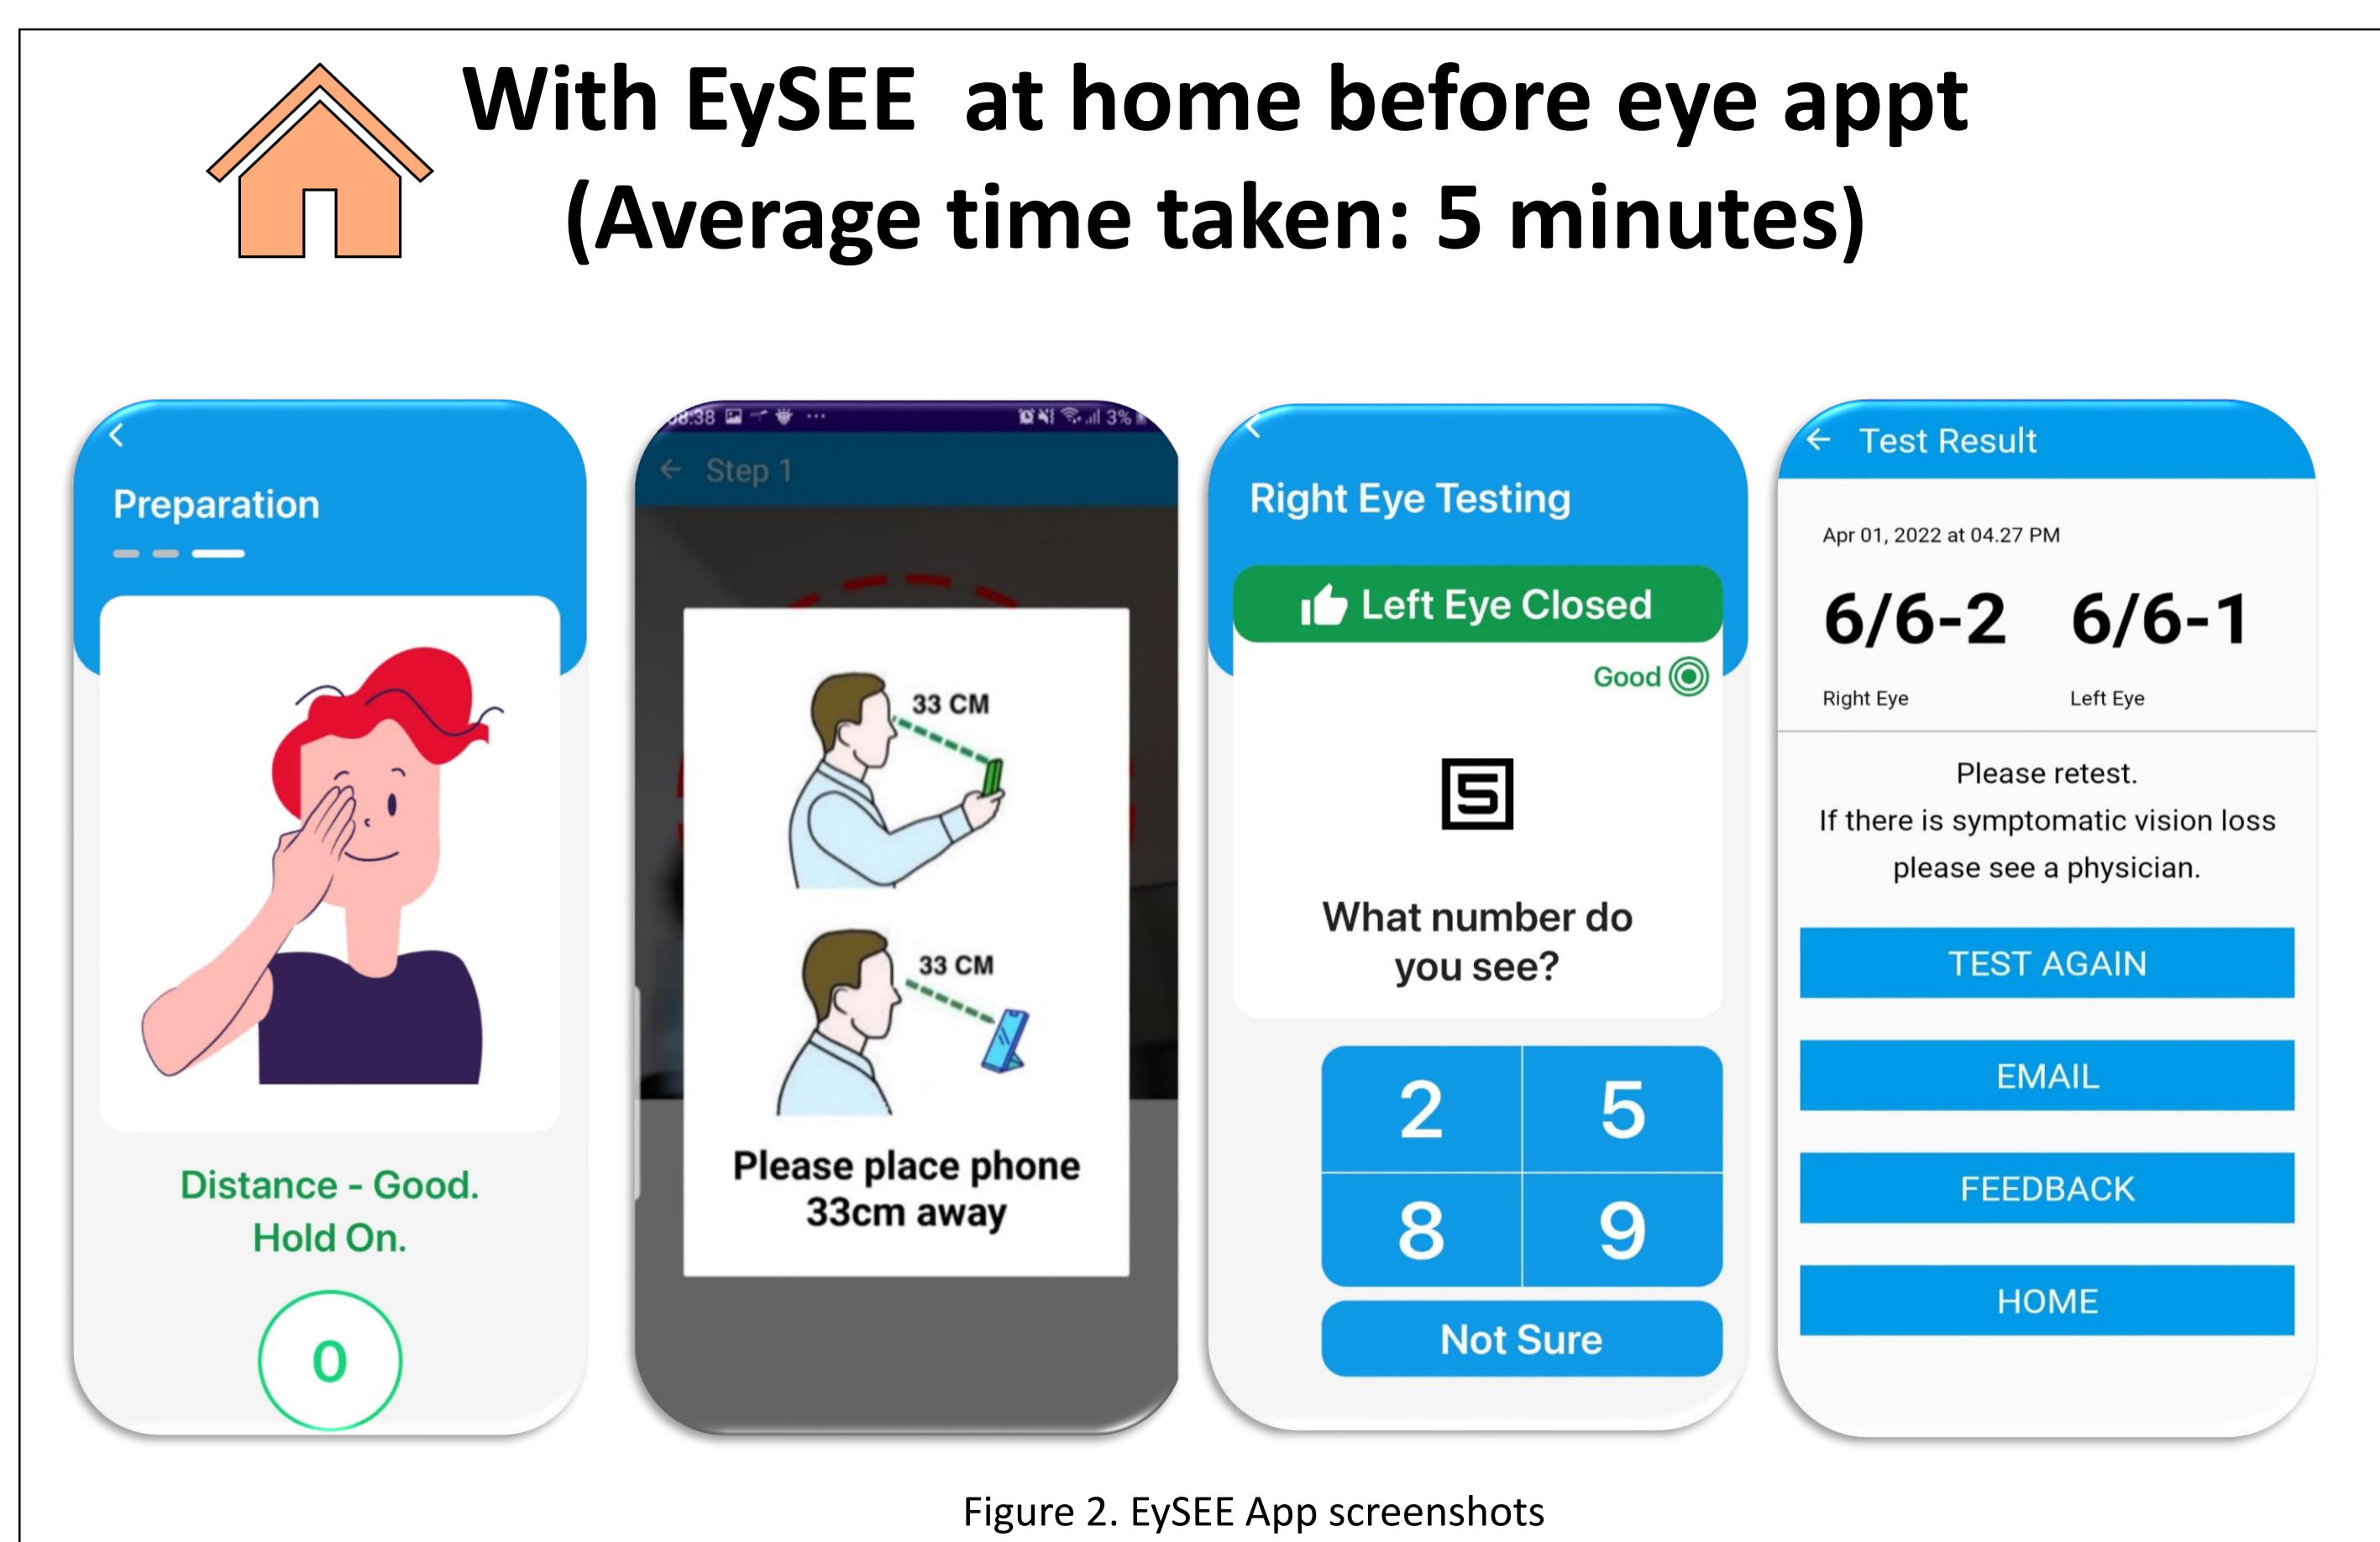 With EySEE at home before eye appt
(Average time taken: 5 minutes)
Preparation
Distance - Good.
Hold On.
0
08:38
3%
Step 1
33 CM
33 CM
Please place phone
33cm away
Right Eye Testing
Left Eye Closed
Good
5
What number do
you see?
2 5
8 9
Not Sure
Test Result
Apr 01, 2022 at 04.27 PM
6/6-2 6/6-1
Right Eye Left Eye
Please retest.
If there is symptomatic vision loss
please see a physician.
TEST AGAIN
EMAIL
FEEDBACK
HOME
Figure 2. EySEE App screenshots